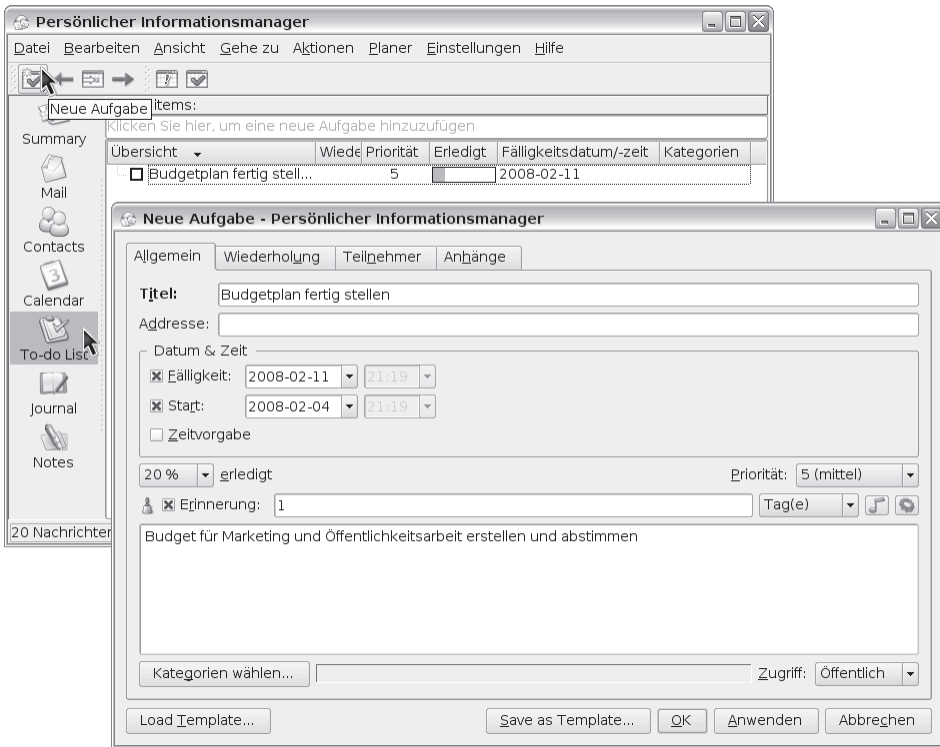 Persönlicher Informationsmanager
Datei Bearbeiten Ansicht Gehe zu Aktionen Planer Einstellungen Hilfe
Neue Aufgabe
items:
Klicken Sie hier, um eine neue Aufgabe hinzuzufügen
Übersicht Wiede Priorität Erledigt Fälligkeitsdatum/-zeit Kategorien
Budgetplan fertig stell... 5 2008-02-11
Summary
Mail
Contacts
3
Calendar
To-do List
Journal
Notes
20 Nachrichten
Neue Aufgabe - Persönlicher Informationsmanager
Allgemein Wiederholung Teilnehmer Anhänge
Titel: Budgetplan fertig stellen
Addresse:
Datum & Zeit
Fälligkeit: 2008-02-11 21:19
Start: 2008-02-04 21:19
Zeitvorgabe
20 % erledigt Priorität: 5 (mittel)
Erinnerung: 1 Tag(e)
Budget für Marketing und Öffentlichkeitsarbeit erstellen und abstimmen
Kategorien wählen... Zugriff: Öffentlich
Load Template... Save as Template... OK Anwenden Abbrechen